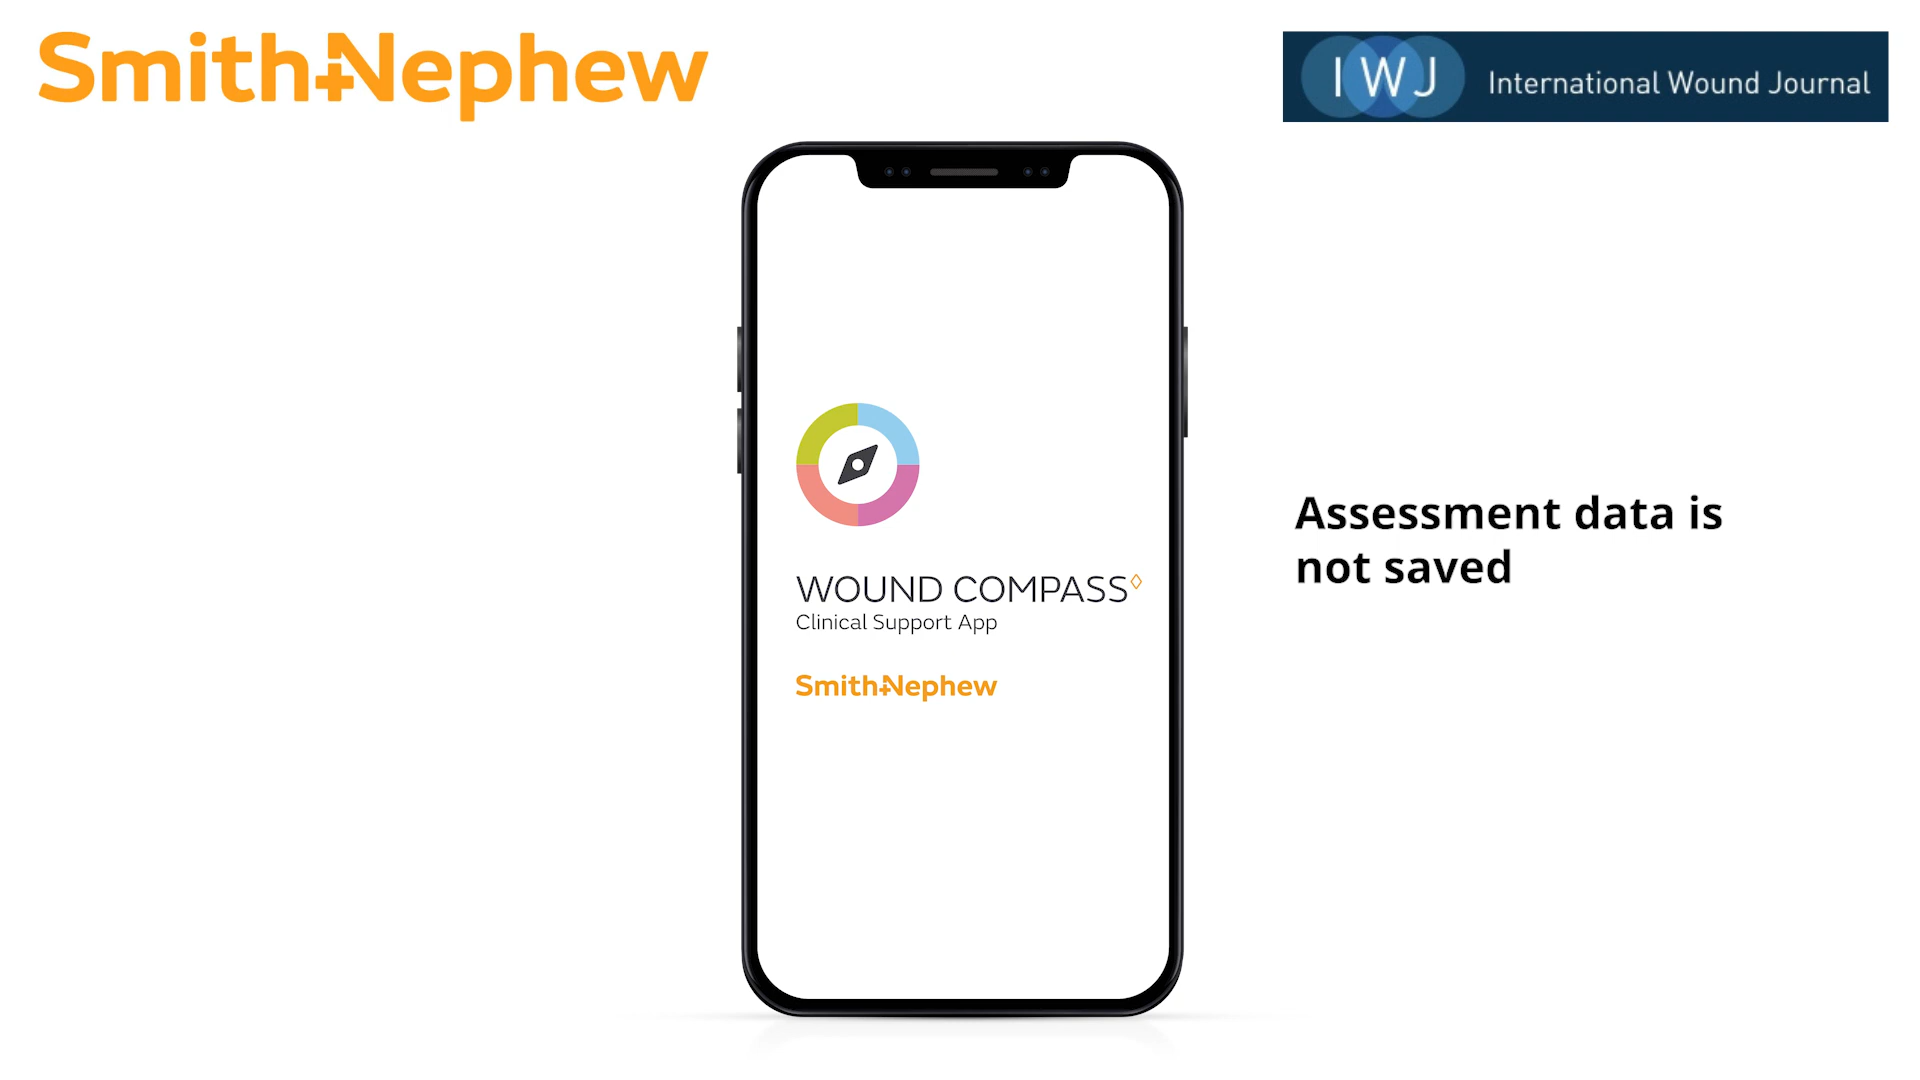 Smith+Nephew
IWJ International Wound Journal
WOUND COMPASS◊
Clinical Support App
Smith+Nephew
Assessment data is
not saved